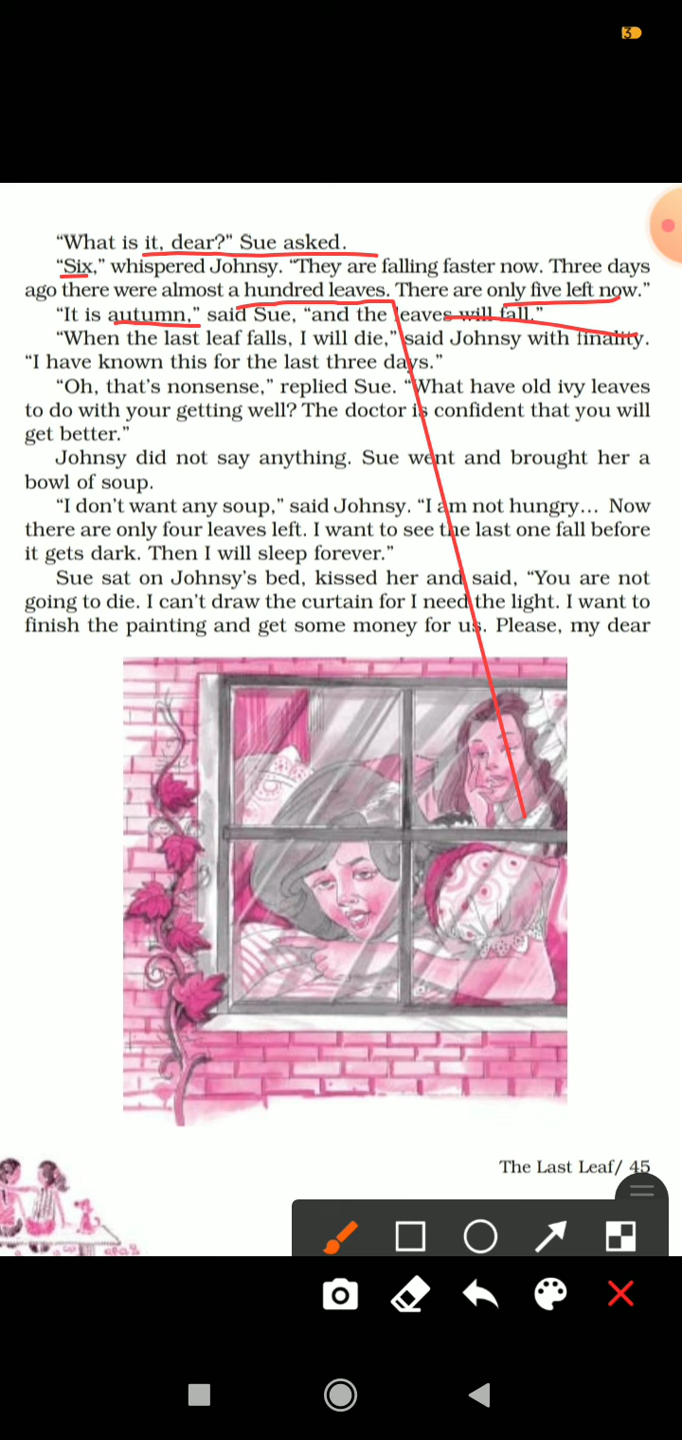 3
“What is it, dear?” Sue asked.
“Six,” whispered Johnsy. “They are falling faster now. Three days
ago there were almost a hundred leaves. There are only five left now.”
“It is autumn,” said Sue, “and the leaves will fall.”
“When the last leaf falls, I will die,” said Johnsy with finality.
“I have known this for the last three days.”
“Oh, that’s nonsense,” replied Sue. “What have old ivy leaves
to do with your getting well? The doctor is confident that you will
get better.”
Johnsy did not say anything. Sue went and brought her a
bowl of soup.
“I don’t want any soup,” said Johnsy. “I am not hungry... Now
there are only four leaves left. I want to see the last one fall before
it gets dark. Then I will sleep forever.”
Sue sat on Johnsy’s bed, kissed her and said, “You are not
going to die. I can’t draw the curtain for I need the light. I want to
finish the painting and get some money for us. Please, my dear
The Last Leaf/ 45